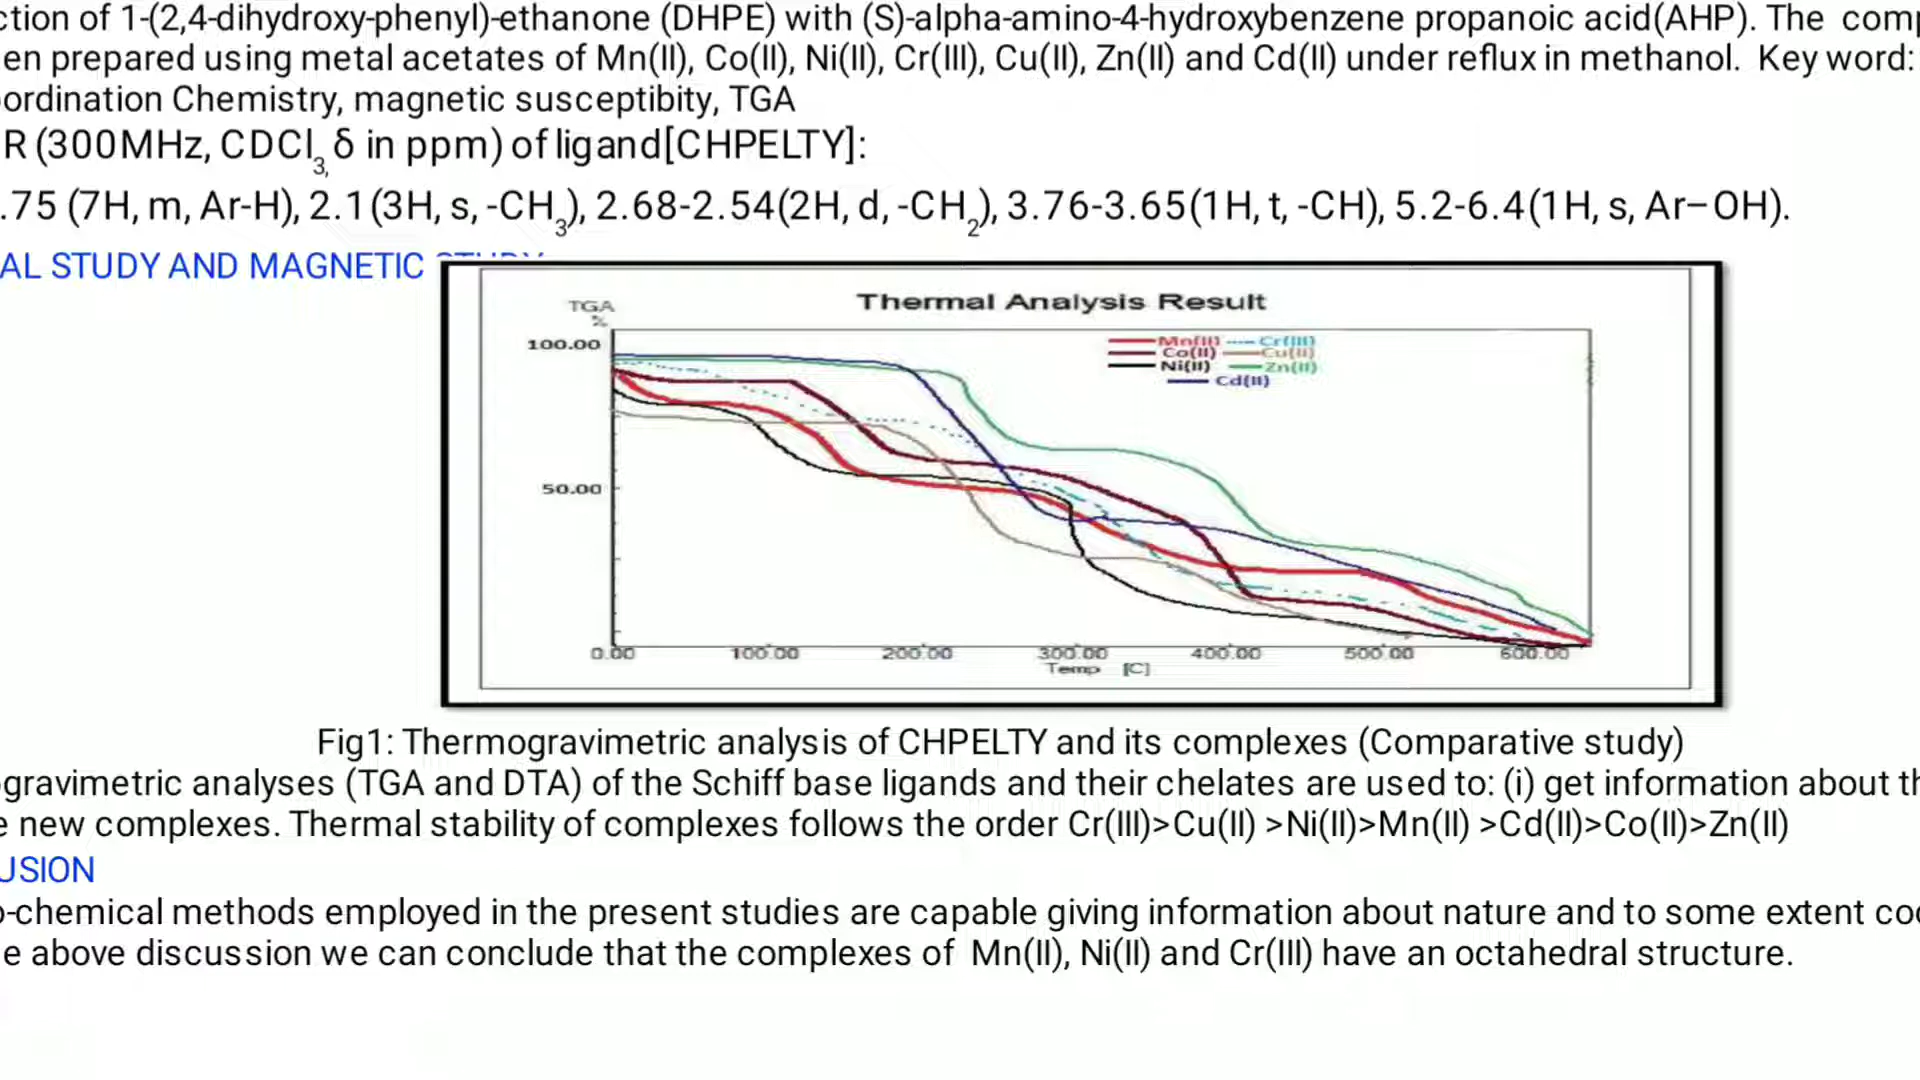 ction of 1-(2,4-dihydroxy-phenyl)-ethanone (DHPE) with (S)-alpha-amino-4-hydroxybenzene propanoic acid(AHP). The comp
en prepared using metal acetates of Mn(II), Co(II), Ni(II), Cr(III), Cu(II), Zn(II) and Cd(II) under reflux in methanol. Key word:
ordination Chemistry, magnetic susceptibity, TGA
R (300MHz, CDCl3, δ in ppm) of ligand[CHPELTY]:
.75 (7H, m, Ar-H), 2.1(3H, s, -CH3), 2.68-2.54(2H, d, -CH2), 3.76-3.65(1H, t, -CH), 5.2-6.4(1H, s, Ar–OH).
AL STUDY AND MAGNETIC
Thermal Analysis Result
TGA
%
100.00
50.00
Mn(II) Cr(III)
Co(II) Cu(II)
Ni(II) Zn(II)
Cd(II)
0.00 100.00 200.00 300.00 400.00 500.00 600.00
Temp [C]
Fig1: Thermogravimetric analysis of CHPELTY and its complexes (Comparative study)
gravimetric analyses (TGA and DTA) of the Schiff base ligands and their chelates are used to: (i) get information about th
e new complexes. Thermal stability of complexes follows the order Cr(III)>Cu(II) >Ni(II)>Mn(II) >Cd(II)>Co(II)>Zn(II)
USION
o-chemical methods employed in the present studies are capable giving information about nature and to some extent coo
e above discussion we can conclude that the complexes of Mn(II), Ni(II) and Cr(III) have an octahedral structure.